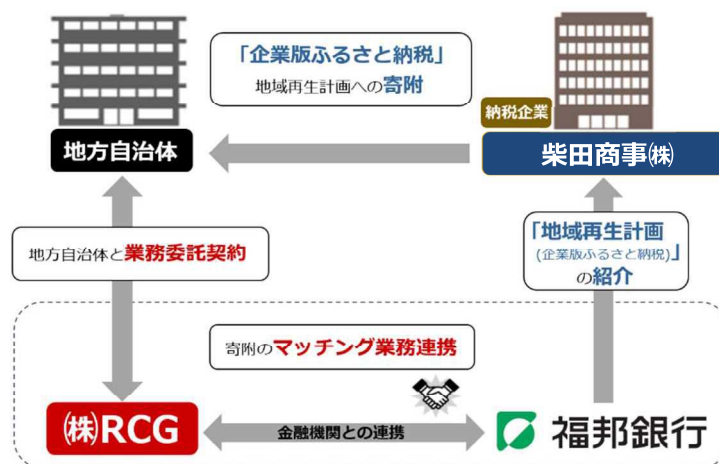 「企業版ふるさと納税」
地域再生計画への寄附
納税企業
地方自治体
柴田商事㈱
地方自治体と業務委託契約
「地域再生計画
(企業版ふるさと納税)」
の紹介
寄附のマッチング業務連携
㈱RCG
金融機関との連携
福邦銀行